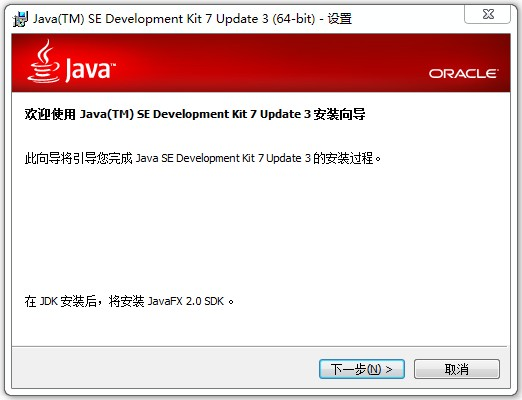 Java(TM) SE Development Kit 7 Update 3 (64-bit) - 设置
Java™
ORACLE®
欢迎使用 Java(TM) SE Development Kit 7 Update 3 安装向导
此向导将引导您完成 Java SE Development Kit 7 Update 3 的安装过程。
在 JDK 安装后，将安装 JavaFX 2.0 SDK 。
下一步(N) >
取消